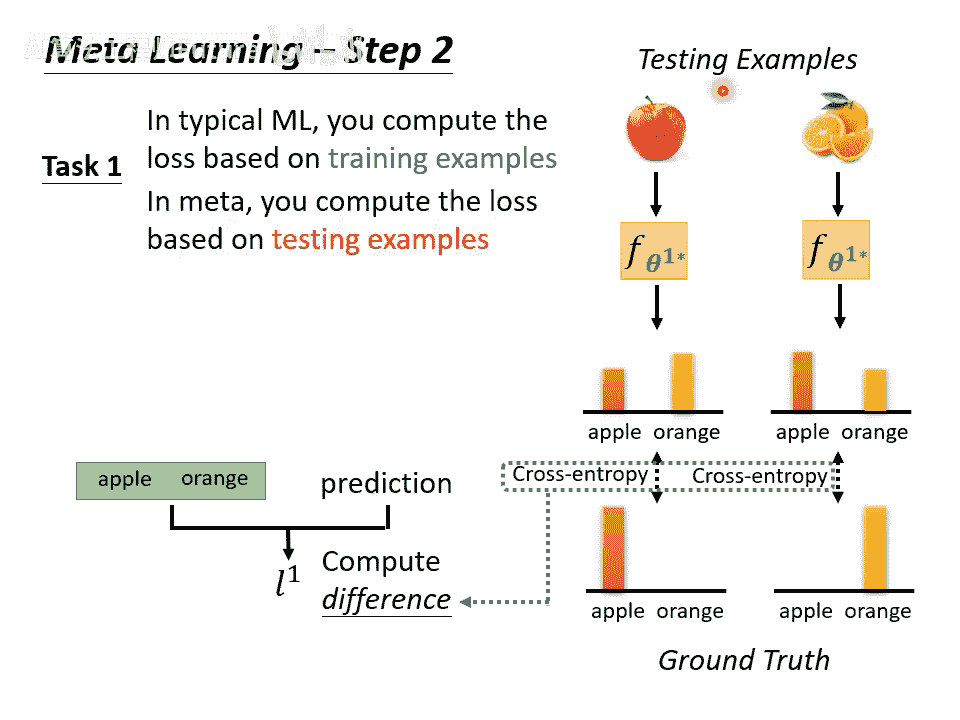 Meta Learning – Step 2
Testing Examples
Task 1
In typical ML, you compute the
loss based on training examples
In meta, you compute the loss
based on testing examples
f θ¹*
f θ¹*
apple orange
apple orange
Cross-entropy
Cross-entropy
apple orange
prediction
l¹
Compute
difference
apple orange
apple orange
Ground Truth